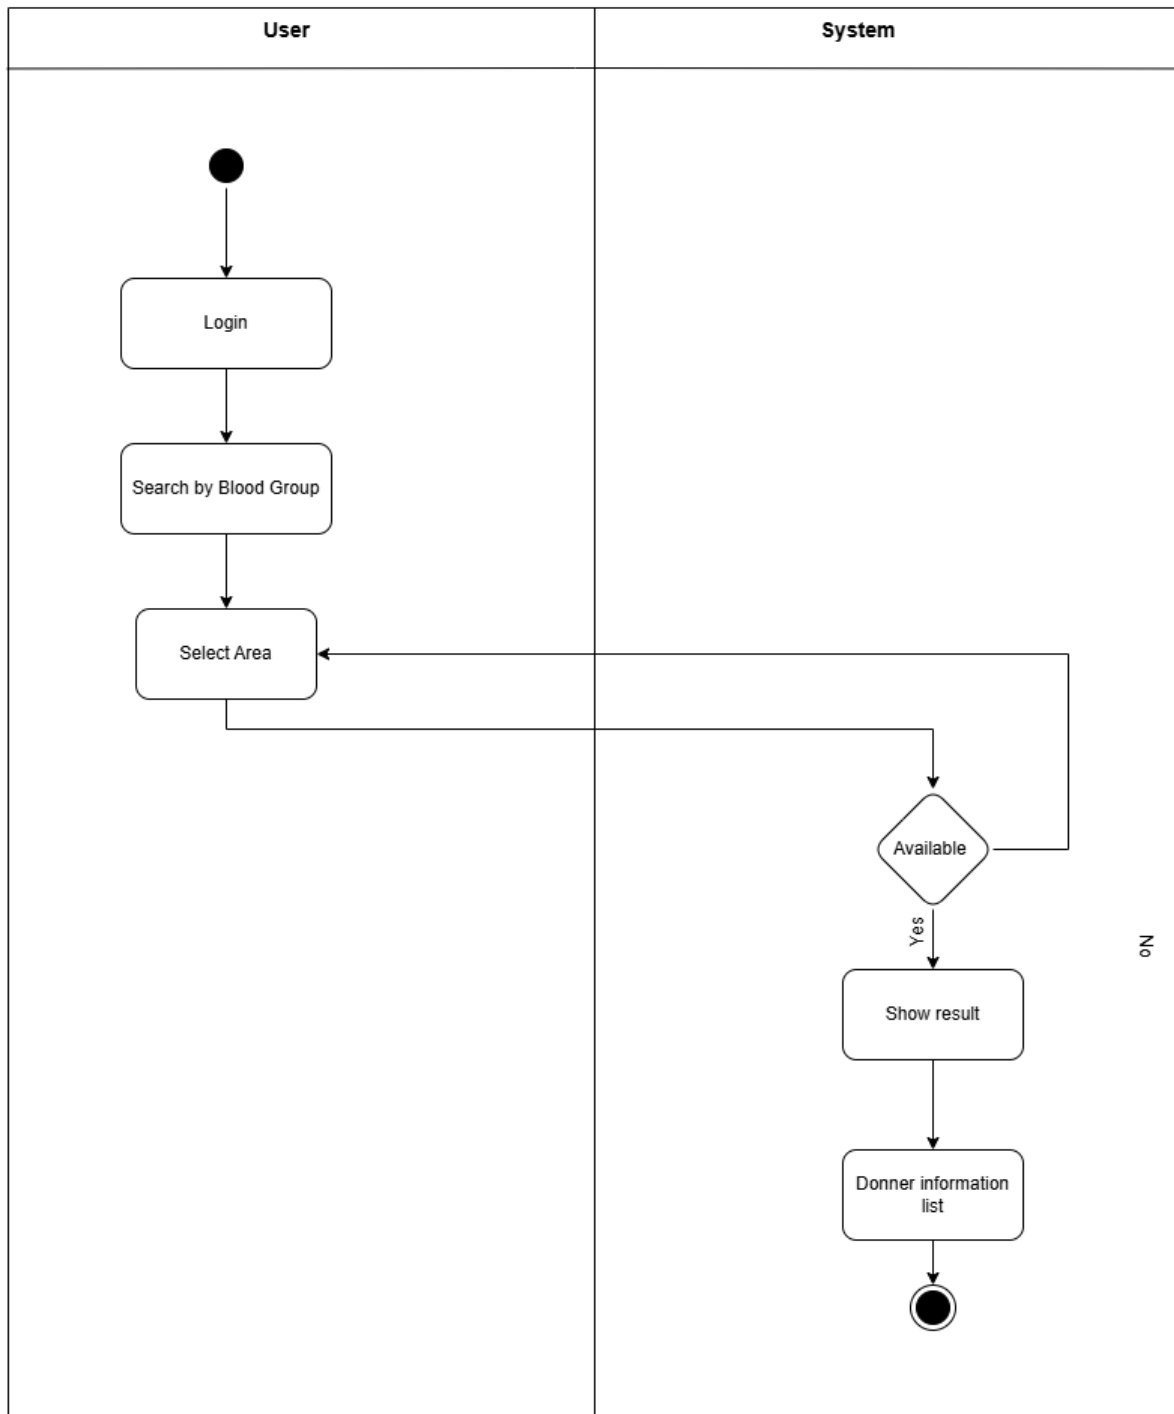 User
System
Login
Search by Blood Group
Select Area
Available
Yes
No
Show result
Donner information
list